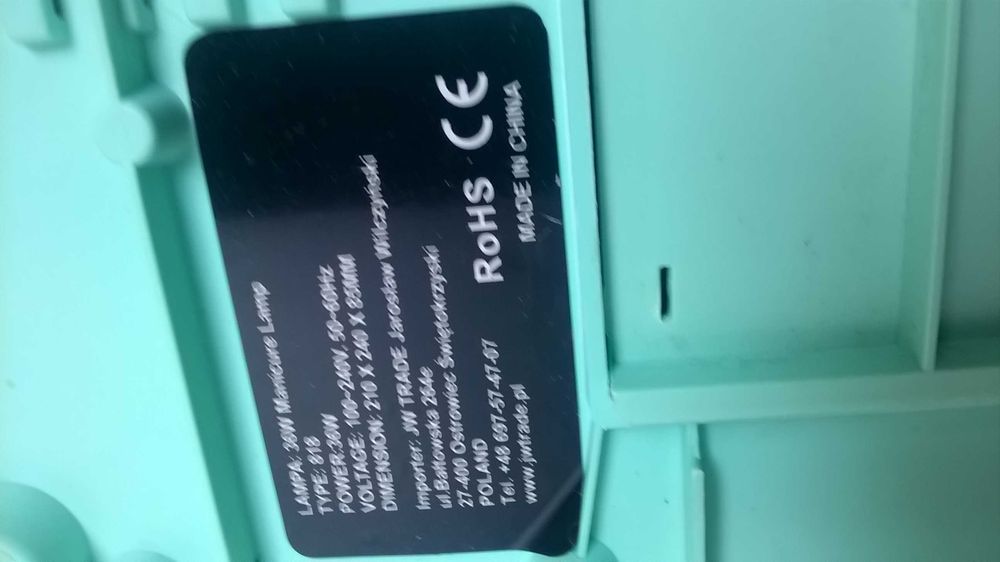 LAMPA: 36W Manicure Lamp
TYPE: 818
POWER:36W
VOLTAGE: 100~240V, 50~60Hz
DIMENSION: 210 X 240 X 83MM
Importer: JW TRADE Jarosław Wilczyński
ul.Bałtowska 264e
27-400 Ostrowiec Świętokrzyski
POLAND
Tel. +48 697-57-47-07
www.jwtrade.pl
RoHS CE
MADE IN CHINA